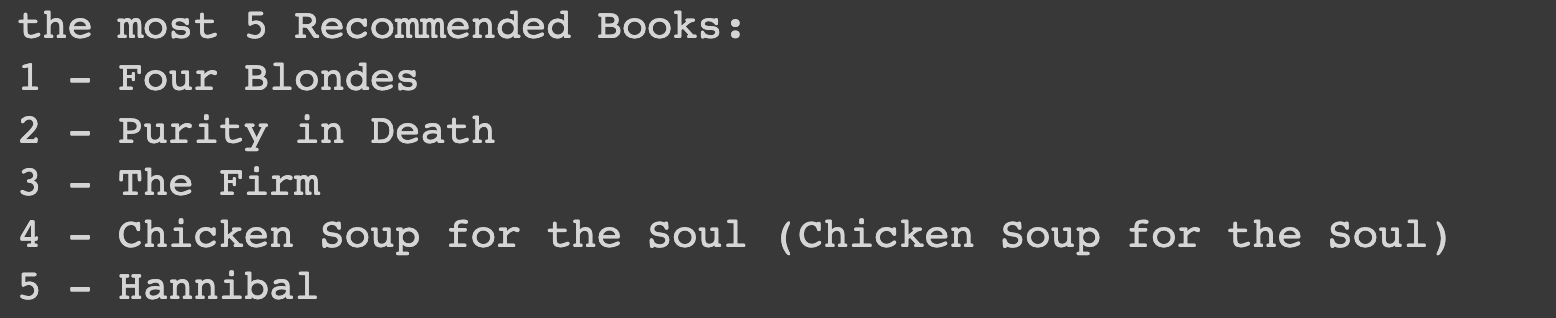 the most 5 Recommended Books:
1 - Four Blondes
2 - Purity in Death
3 - The Firm
4 - Chicken Soup for the Soul (Chicken Soup for the Soul)
5 - Hannibal